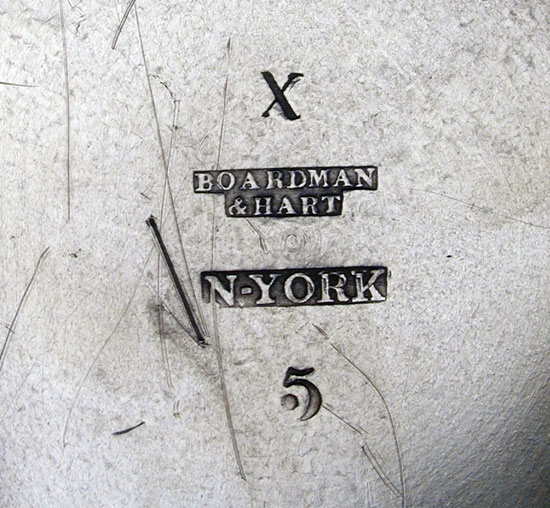 X
BOARDMAN
& HART
N-YORK
5